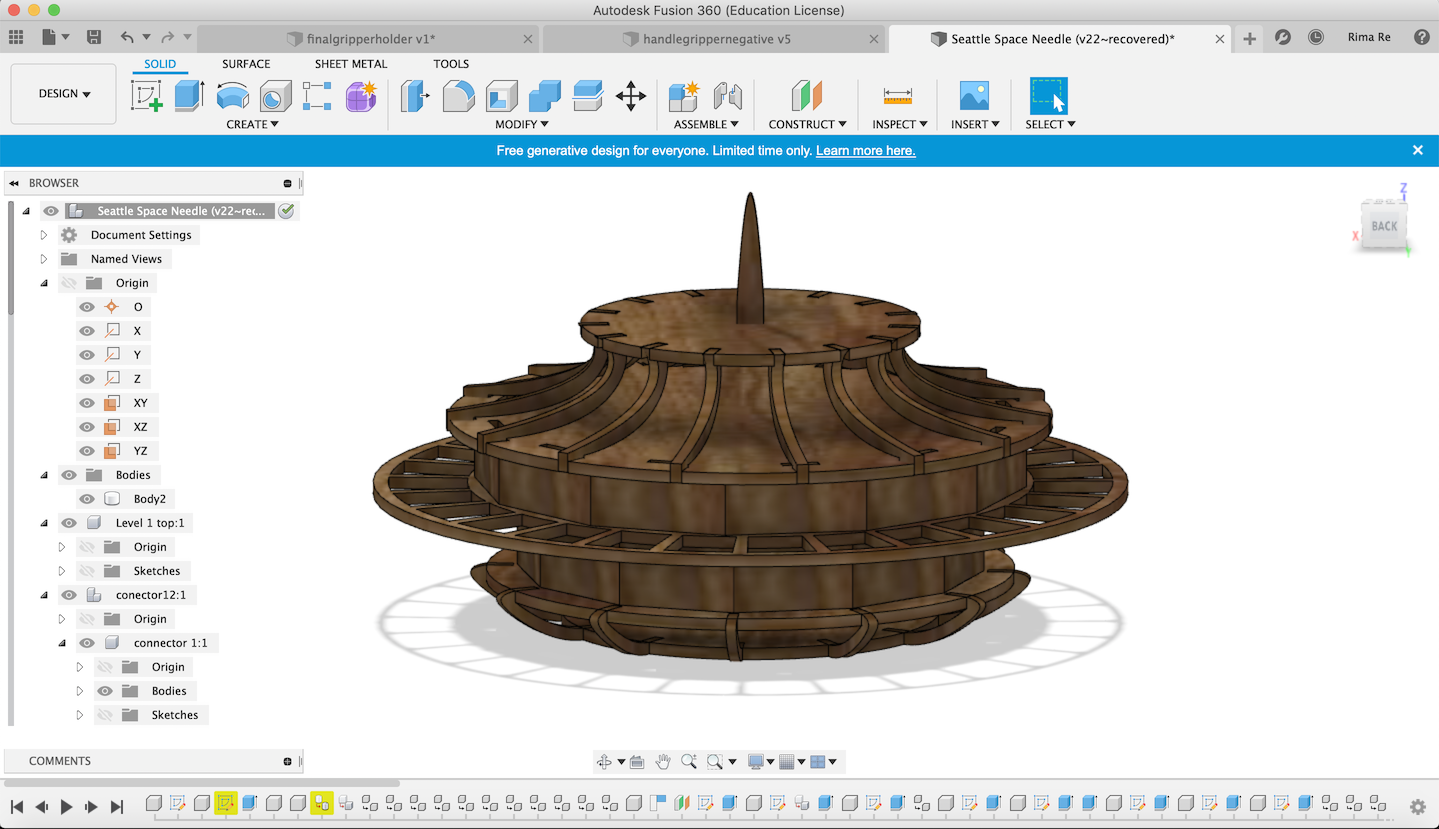 Autodesk Fusion 360 (Education License)
finalgripperholder v1*
handlegrippernegative v5
Seattle Space Needle (v22~recovered)*
Rima Re
SOLID SURFACE SHEET METAL TOOLS
DESIGN
CREATE MODIFY ASSEMBLE CONSTRUCT INSPECT INSERT SELECT
Free generative design for everyone. Limited time only. Learn more here.
BROWSER
Seattle Space Needle (v22~rec...
Document Settings
Named Views
Origin
O
X
Y
Z
XY
XZ
YZ
Bodies
Body2
Level 1 top:1
Origin
Sketches
conector12:1
Origin
connector 1:1
Origin
Bodies
Sketches
Z
BACK
X
Y
COMMENTS